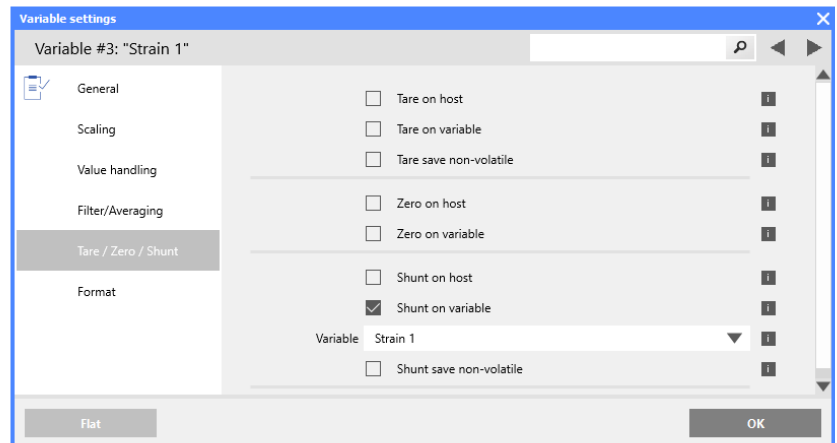 Variable settings
Variable #3: "Strain 1"
General
Scaling
Value handling
Filter/Averaging
Tare / Zero / Shunt
Format
Tare on host
Tare on variable
Tare save non-volatile
Zero on host
Zero on variable
Shunt on host
Shunt on variable
Variable Strain 1
Shunt save non-volatile
Flat
OK